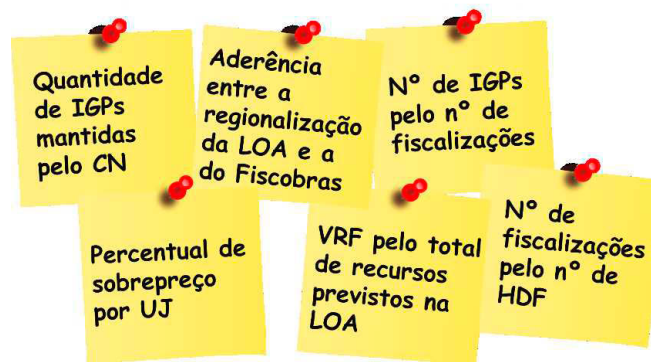 Quantidade
de IGPs
mantidas
pelo CN
Aderência
entre a
regionalização
da LOA e a
do Fiscobras
Nº de IGPs
pelo nº de
fiscalizações
Percentual de
sobrepreço
por UJ
VRF pelo total
de recursos
previstos na
LOA
Nº de
fiscalizações
pelo nº de
HDF